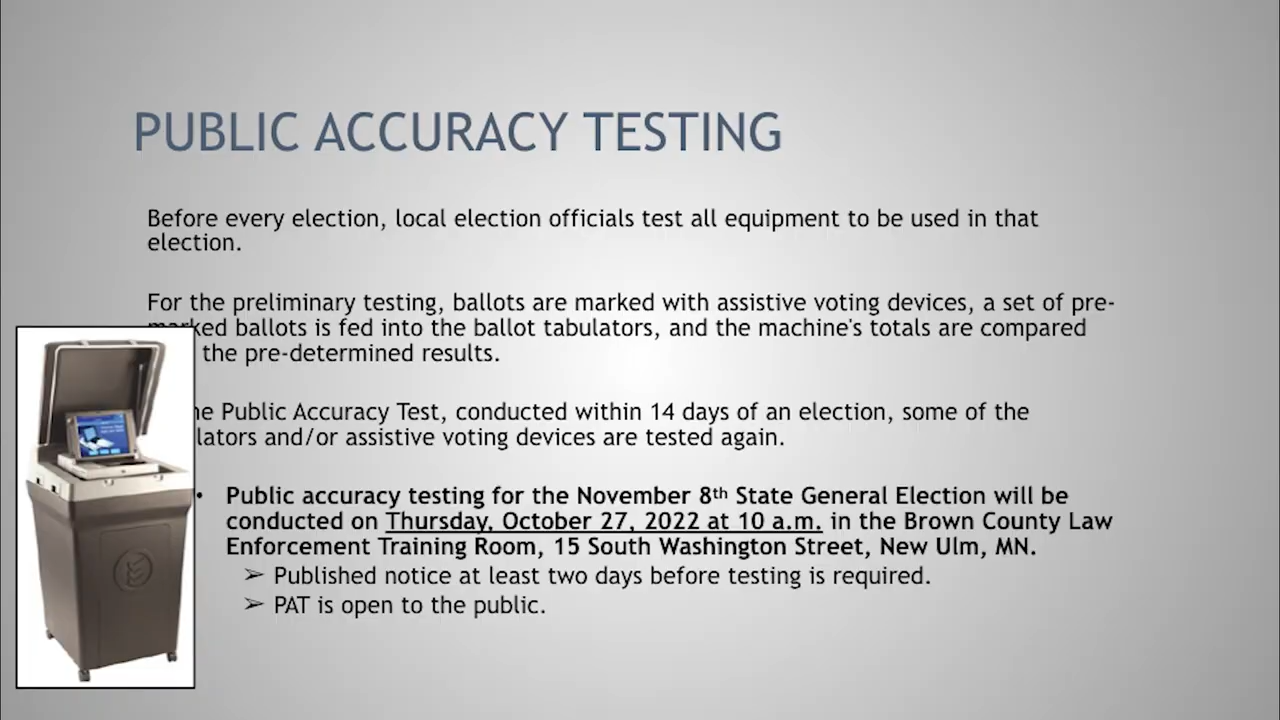 PUBLIC ACCURACY TESTING
Before every election, local election officials test all equipment to be used in that
election.
For the preliminary testing, ballots are marked with assistive voting devices, a set of pre-
marked ballots is fed into the ballot tabulators, and the machine's totals are compared
the pre-determined results.
Public Accuracy Test, conducted within 14 days of an election, some of the
and/or assistive voting devices are tested again.
• Public accuracy testing for the November 8th State General Election will be
conducted on Thursday, October 27, 2022 at 10 a.m. in the Brown County Law
Enforcement Training Room, 15 South Washington Street, New Ulm, MN.
➢ Published notice at least two days before testing is required.
➢ PAT is open to the public.